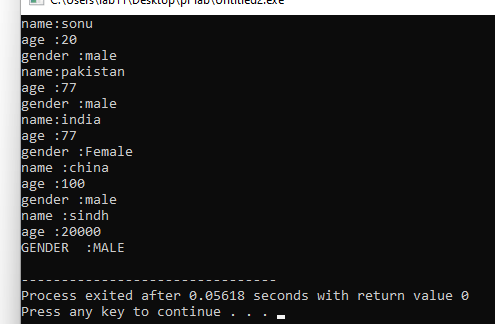 C:\Users\lab11\Desktop\pf lab\Untitled2.exe
name:sonu
age :20
gender :male
name:pakistan
age :77
gender :male
name:india
age :77
gender :Female
name :china
age :100
gender :male
name :sindh
age :20000
GENDER  :MALE
--------------------------------
Process exited after 0.05618 seconds with return value 0
Press any key to continue . . .